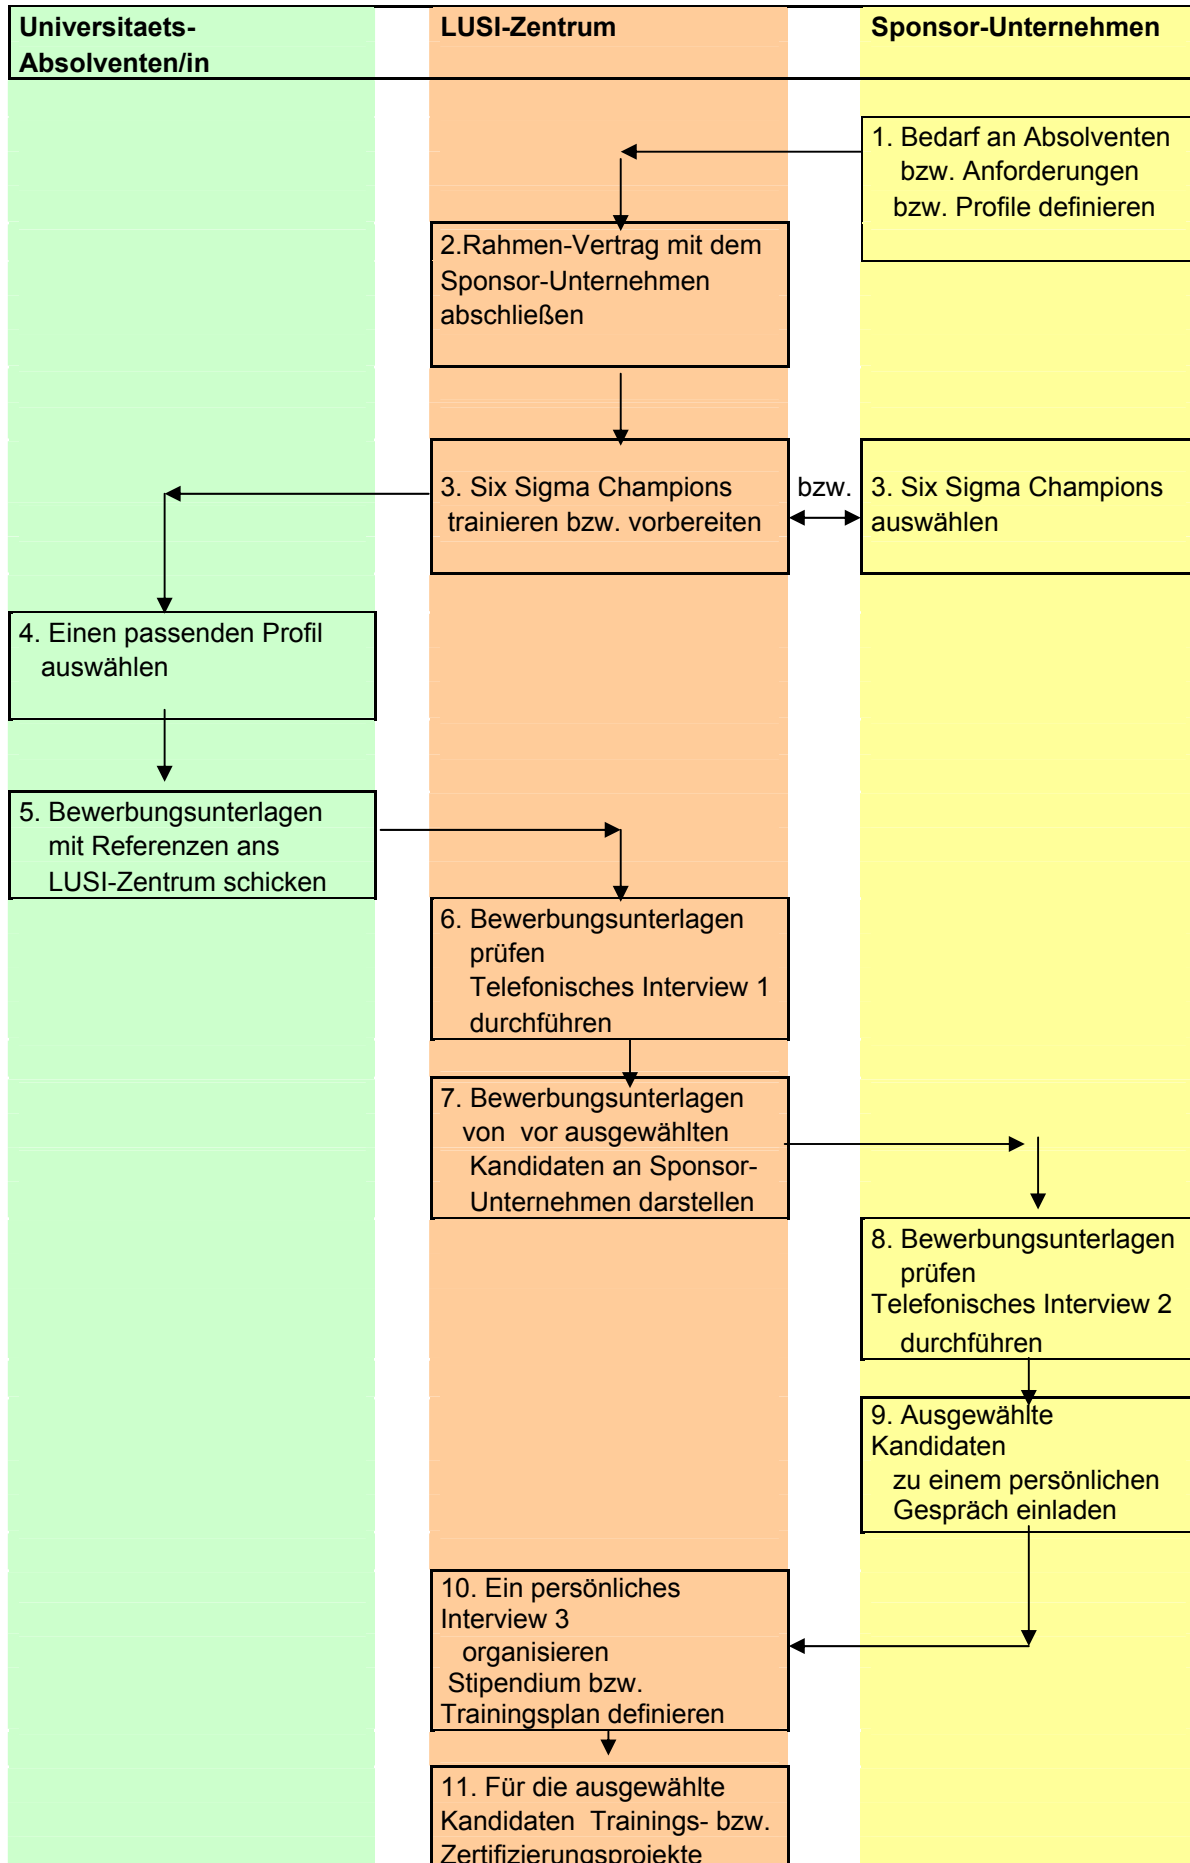 Universitaets-
Absolventen/in
LUSI-Zentrum
Sponsor-Unternehmen
1. Bedarf an Absolventen
bzw. Anforderungen
bzw. Profile definieren
2.Rahmen-Vertrag mit dem
Sponsor-Unternehmen
abschließen
3. Six Sigma Champions
trainieren bzw. vorbereiten
bzw.
3. Six Sigma Champions
auswählen
4. Einen passenden Profil
auswählen
5. Bewerbungsunterlagen
mit Referenzen ans
LUSI-Zentrum schicken
6. Bewerbungsunterlagen
prüfen
Telefonisches Interview 1
durchführen
7. Bewerbungsunterlagen
von vor ausgewählten
Kandidaten an Sponsor-
Unternehmen darstellen
8. Bewerbungsunterlagen
prüfen
Telefonisches Interview 2
durchführen
9. Ausgewählte
Kandidaten
zu einem persönlichen
Gespräch einladen
10. Ein persönliches
Interview 3
organisieren
Stipendium bzw.
Trainingsplan definieren
11. Für die ausgewählte
Kandidaten Trainings- bzw.
Zertifizierungsprojekte